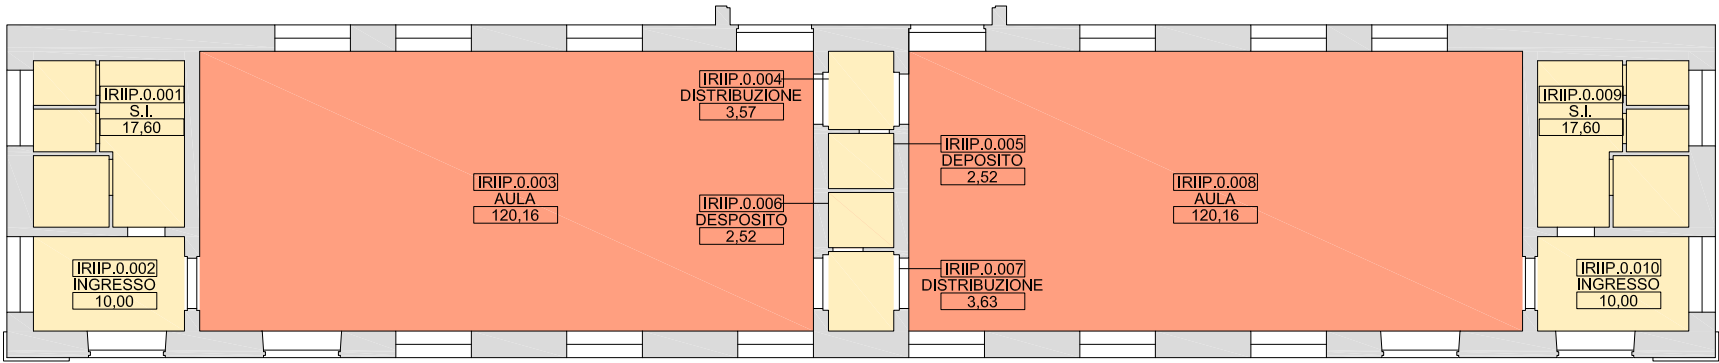 IRIIP.0.001
S.I.
17,60
IRIIP.0.002
INGRESSO
10,00
IRIIP.0.003
AULA
120,16
IRIIP.0.004
DISTRIBUZIONE
3,57
IRIIP.0.006
DESPOSITO
2,52
IRIIP.0.005
DEPOSITO
2,52
IRIIP.0.007
DISTRIBUZIONE
3,63
IRIIP.0.008
AULA
120,16
IRIIP.0.009
S.I.
17,60
IRIIP.0.010
INGRESSO
10,00